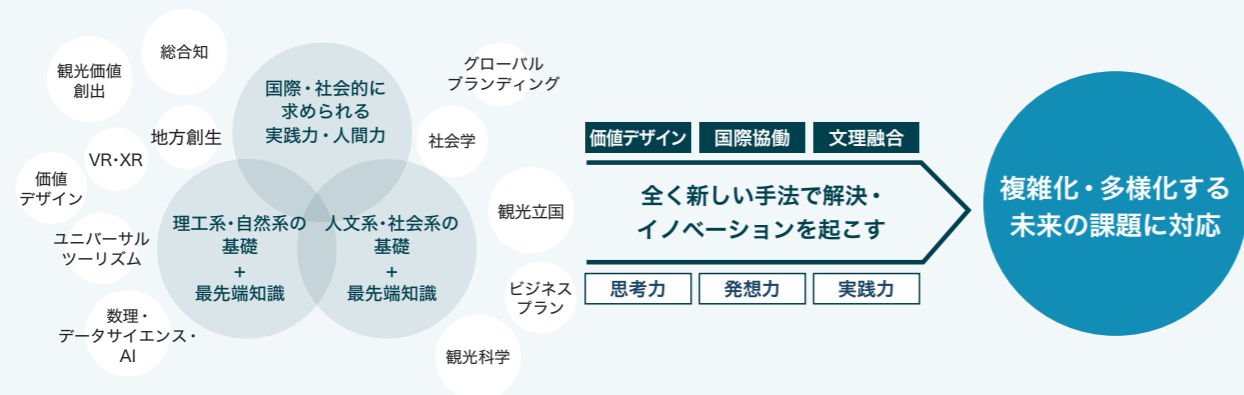 総合知
観光価値
創出
地方創生
VR・XR
価値
デザイン
ユニバーサル
ツーリズム
数理・
データサイエンス・
AI
国際・社会的に
求められる
実践力・人間力
理工系・自然系の
基礎
+
最先端知識
人文系・社会系の
基礎
+
最先端知識
グローバル
ブランディング
社会学
観光立国
ビジネス
プラン
観光科学
価値デザイン
国際協働
文理融合
全く新しい手法で解決・
イノベーションを起こす
思考力
発想力
実践力
複雑化・多様化する
未来の課題に対応